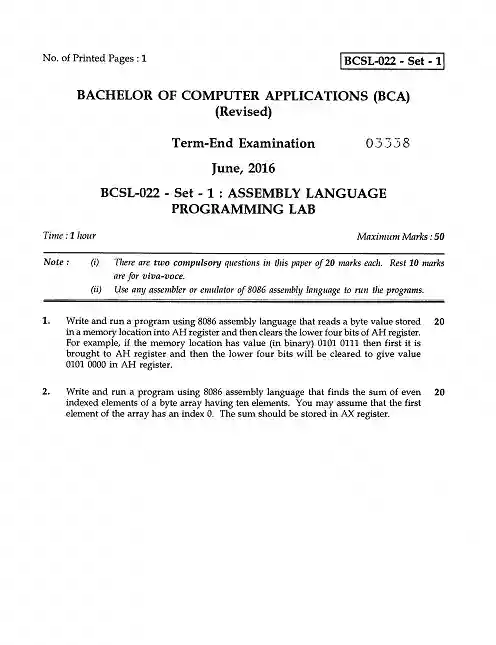 No. of Printed Pages : 1
BCSL-022 - Set - 1
BACHELOR OF COMPUTER APPLICATIONS (BCA)
(Revised)
Term-End Examination 03338
June, 2016
BCSL-022 - Set - 1 : ASSEMBLY LANGUAGE
PROGRAMMING LAB
Time : 1 hour Maximum Marks : 50
Note : (i) There are two compulsory questions in this paper of 20 marks each. Rest 10 marks
are for viva-voce.
(ii) Use any assembler or emulator of 8086 assembly language to run the programs.
1. Write and run a program using 8086 assembly language that reads a byte value stored 20
in a memory location into AH register and then clears the lower four bits of AH register.
For example, if the memory location has value (in binary) 0101 0111 then first it is
brought to AH register and then the lower four bits will be cleared to give value
0101 0000 in AH register.
2. Write and run a program using 8086 assembly language that finds the sum of even 20
indexed elements of a byte array having ten elements. You may assume that the first
element of the array has an index 0. The sum should be stored in AX register.